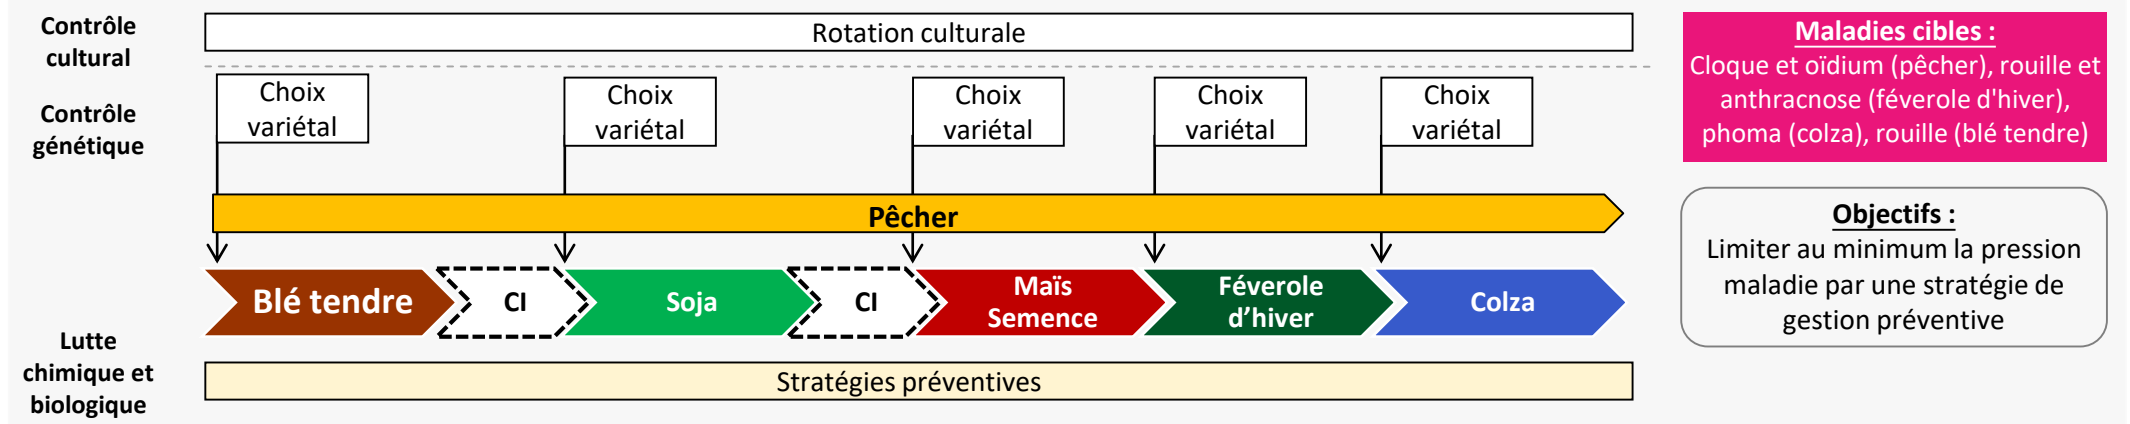 Contrôle
cultural
Rotation culturale
Contrôle
génétique
Choix
variétal
Choix
variétal
Choix
variétal
Choix
variétal
Choix
variétal
Pêcher
Blé tendre
CI
Soja
CI
Maïs
Semence
Féverole
d'hiver
Colza
Lutte
chimique et
biologique
Stratégies préventives
Maladies cibles :
Cloque et oïdium (pêcher), rouille et
anthracnose (féverole d'hiver),
phoma (colza), rouille (blé tendre)
Objectifs :
Limiter au minimum la pression
maladie par une stratégie de
gestion préventive